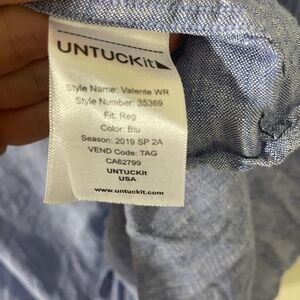 UNTUCKit
Style Name: Valente WR
Style Number: 35369
Fit: Reg
Color: Blu
Season: 2019 SP 2A
VEND Code: TAG
CA62799
UNTUCKit
USA
www.untuckit.com